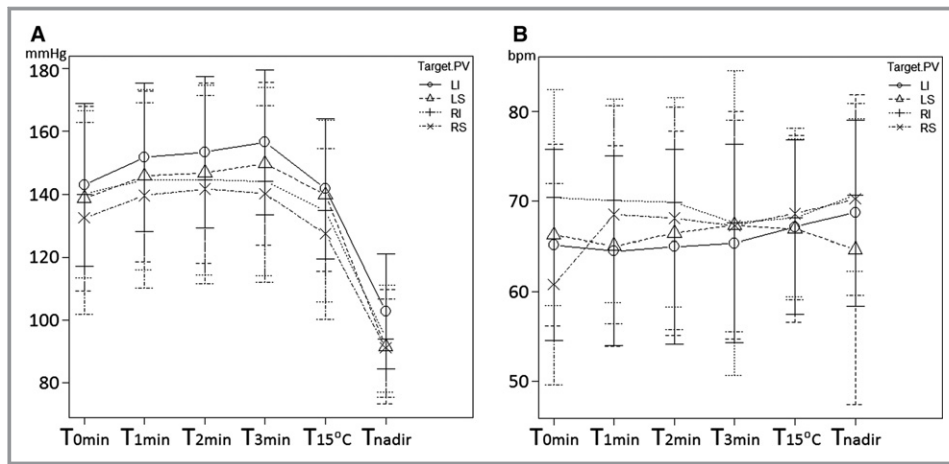 A
mmHg
180
160
140
120
100
80
Target.PV
LI
LS
RI
RS
T0min T1min T2min T3min T15°C Tnadir
B
bpm
80
70
60
50
Target.PV
LI
LS
RI
RS
T0min T1min T2min T3min T15°C Tnadir